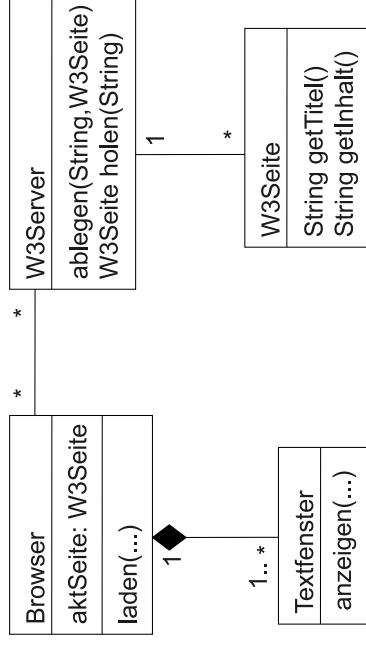 Browser
aktSeite: W3Seite
laden(...)
*
*
W3Server
ablegen(String,W3Seite)
W3Seite holen(String)
1
1.. *
Textfenster
anzeigen(...)
1
*
W3Seite
String getTitel()
String getInhalt()